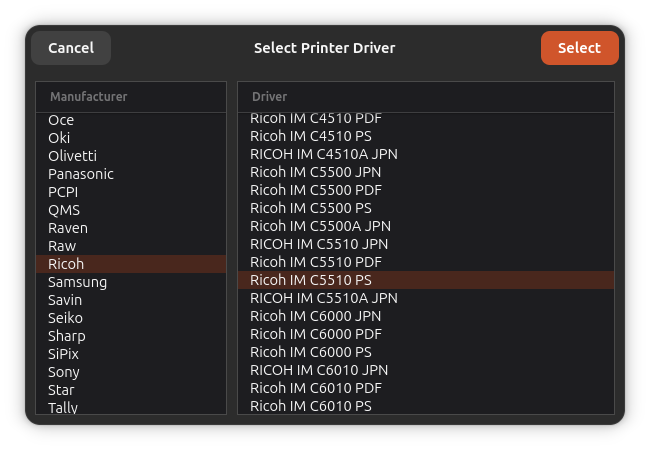 Cancel
Select Printer Driver
Select
Manufacturer
Oce
Oki
Olivetti
Panasonic
PCPI
QMS
Raven
Raw
Ricoh
Samsung
Savin
Seiko
Sharp
SiPix
Sony
Star
Tally
Driver
Ricoh IM C4510 PDF
Ricoh IM C4510 PS
RICOH IM C4510A JPN
Ricoh IM C5500 JPN
Ricoh IM C5500 PDF
Ricoh IM C5500 PS
Ricoh IM C5500A JPN
RICOH IM C5510 JPN
Ricoh IM C5510 PDF
Ricoh IM C5510 PS
RICOH IM C5510A JPN
Ricoh IM C6000 JPN
Ricoh IM C6000 PDF
Ricoh IM C6000 PS
RICOH IM C6010 JPN
Ricoh IM C6010 PDF
Ricoh IM C6010 PS